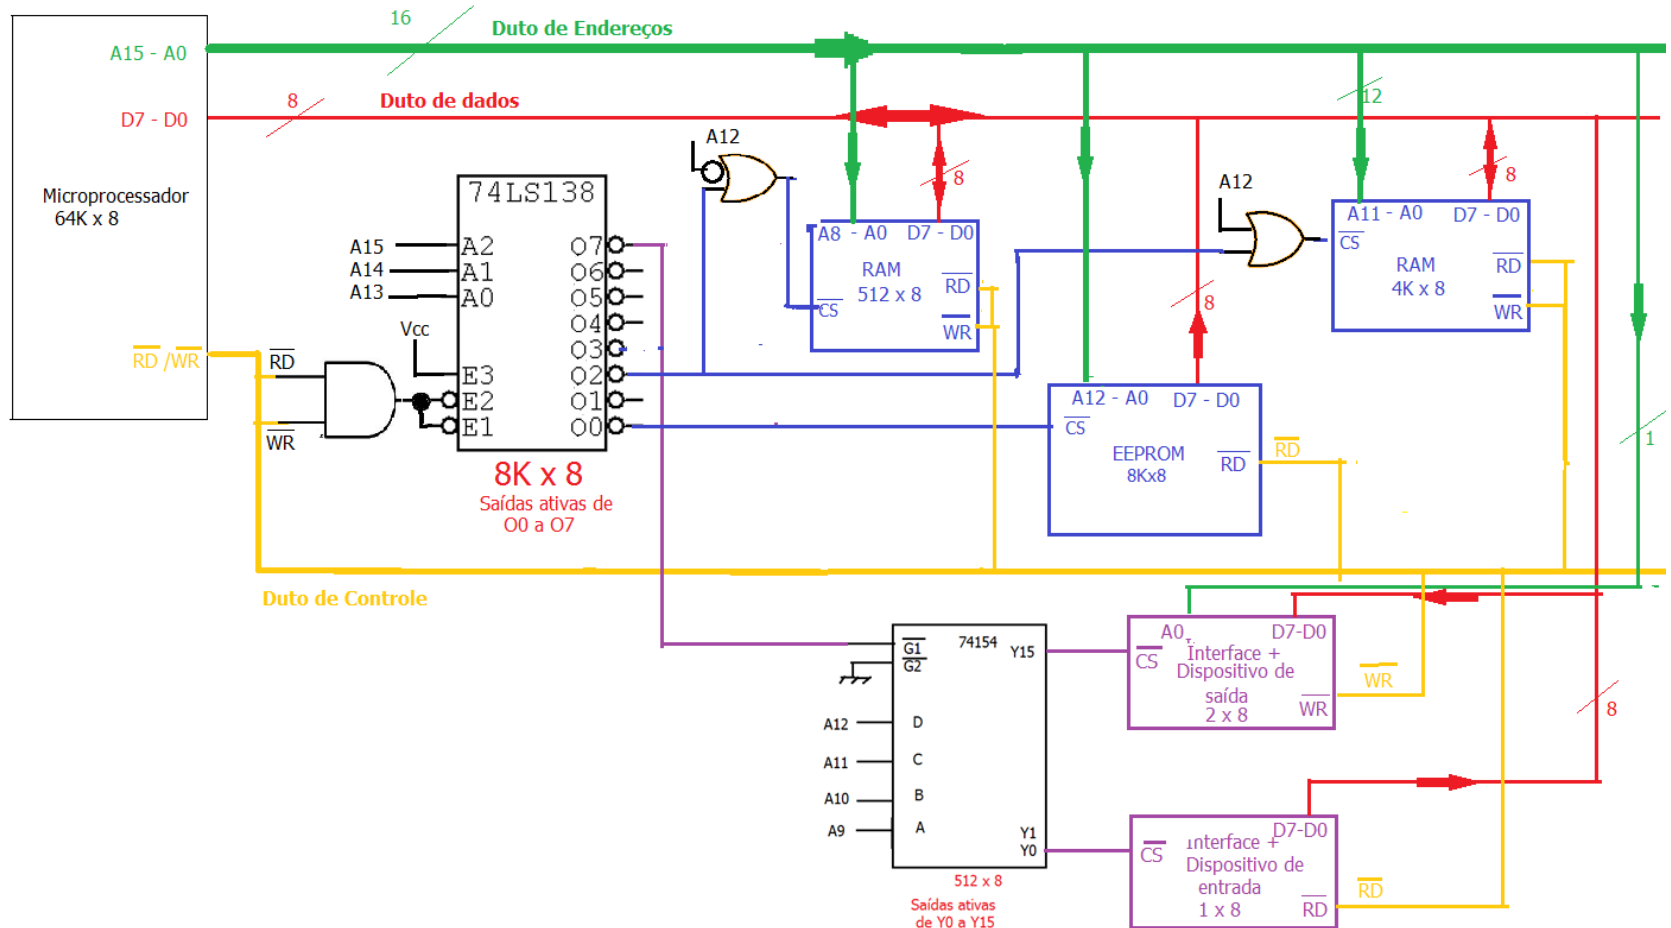 16
Duto de Endereços
A15 - A0
12
8
Duto de dados
D7 - D0
A12
8
8
A12
Microprocessador
64K x 8
74LS138
A8 - A0 D7 - D0
RAM
512 x 8
RD
CS
WR
A11 - A0 D7 - D0
CS
RAM
4K x 8
RD
WR
A15 A2 O7
A14 A1 O6
A13 A0 O5
O4
Vcc
O3
E3 O2
E2 O1
E1 O0
RD / WR
RD
WR
8
A12 - A0 D7 - D0
CS
EEPROM
8Kx8
RD
RD
1
8K x 8
Saídas ativas de
O0 a O7
Duto de Controle
G1 74154 Y15
G2
A12 D
A11 C
A10 B
A9 A
Y1
Y0
512 x 8
Saídas ativas
de Y0 a Y15
A0 D7-D0
CS
Interface +
Dispositivo de
saída
2 x 8
WR
WR
8
D7-D0
CS
Interface +
Dispositivo de
entrada
1 x 8
RD
RD